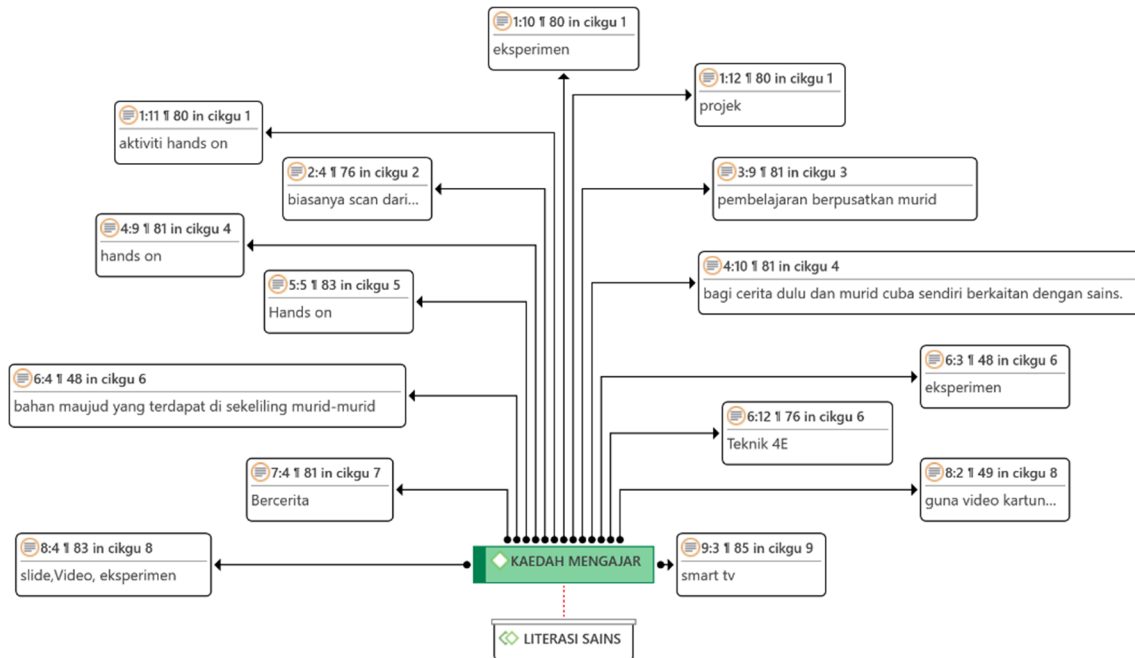 1:10 ¶ 80 in cikgu 1
eksperimen
1:12 ¶ 80 in cikgu 1
projek
1:11 ¶ 80 in cikgu 1
aktiviti hands on
2:4 ¶ 76 in cikgu 2
biasanya scan dari...
3:9 ¶ 81 in cikgu 3
pembelajaran berpusatkan murid
4:9 ¶ 81 in cikgu 4
hands on
4:10 ¶ 81 in cikgu 4
bagi cerita dulu dan murid cuba sendiri berkaitan dengan sains.
5:5 ¶ 83 in cikgu 5
Hands on
6:3 ¶ 48 in cikgu 6
eksperimen
6:4 ¶ 48 in cikgu 6
bahan maujud yang terdapat di sekeliling murid-murid
6:12 ¶ 76 in cikgu 6
Teknik 4E
7:4 ¶ 81 in cikgu 7
Bercerita
8:2 ¶ 49 in cikgu 8
guna video kartun...
8:4 ¶ 83 in cikgu 8
slide,Video, eksperimen
KAEDAH MENGAJAR
9:3 ¶ 85 in cikgu 9
smart tv
LITERASI SAINS